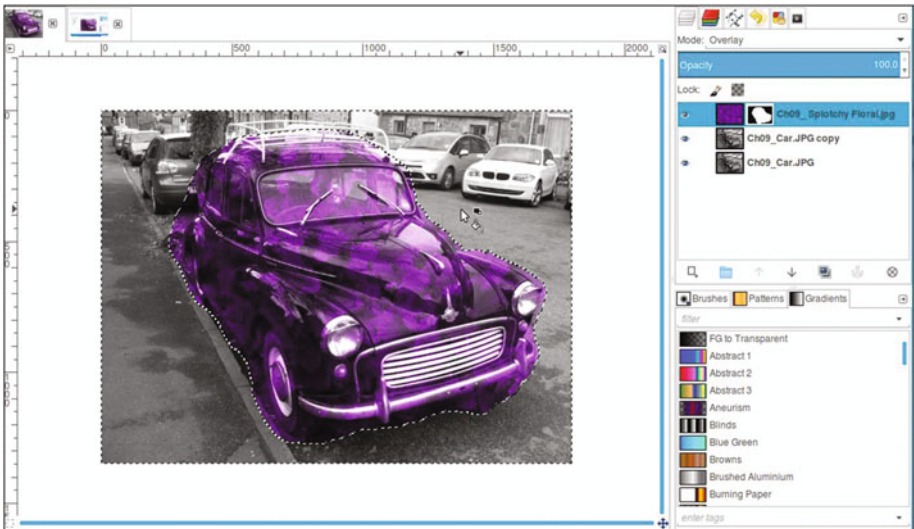 0 500 1000 1500 2000
Mode: Overlay
Opacity 100.0
Lock:
Ch09_ Splotchy Floral.jpg
Ch09_Car.JPG copy
Ch09_Car.JPG
Brushes Patterns Gradients
filter
FG to Transparent
Abstract 1
Abstract 2
Abstract 3
Aneurism
Blinds
Blue Green
Browns
Brushed Aluminium
Burning Paper
enter tags